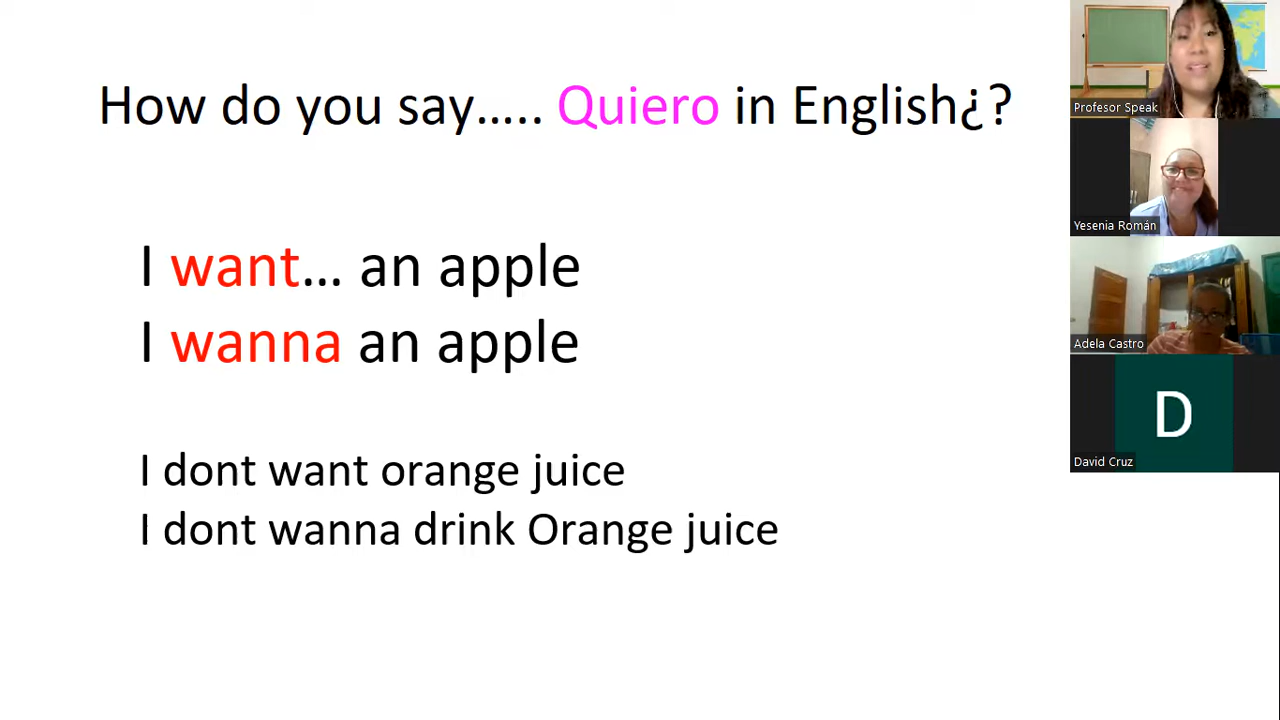 How do you say..... Quiero in English¿?
I want... an apple
I wanna an apple
I dont want orange juice
I dont wanna drink Orange juice
Profesor Speak
Yesenia Román
Adela Castro
D
David Cruz